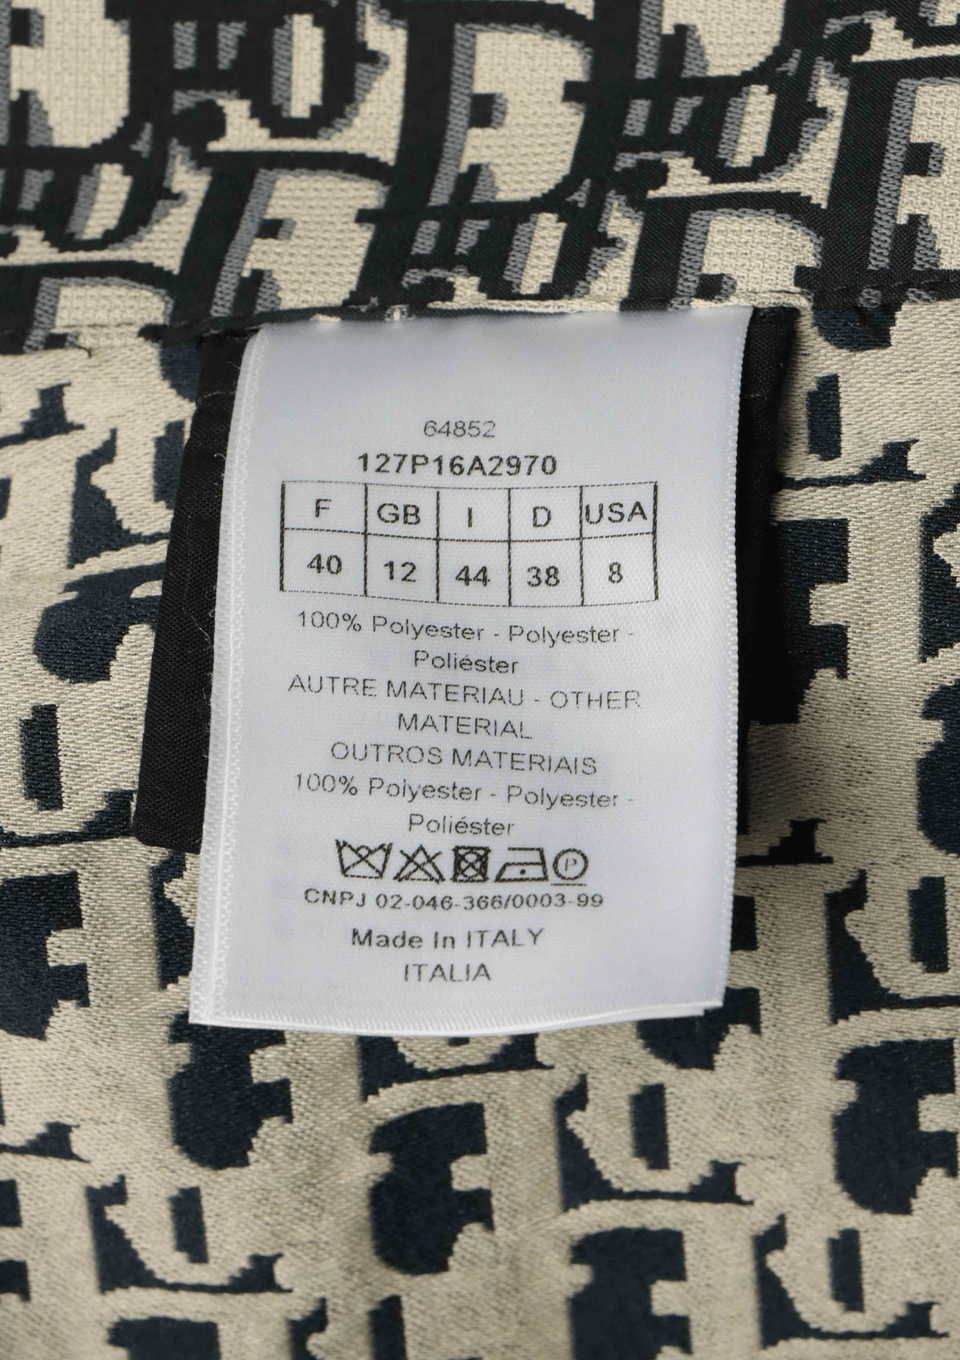 64852
127P16A2970
F GB I D USA
40 12 44 38 8
100% Polyester - Polyester -
Poliéster
AUTRE MATERIAU - OTHER
MATERIAL
OUTROS MATERIAIS
100% Polyester - Polyester -
Poliéster
P
CNPJ 02-046-366/0003-99
Made In ITALY
ITALIA